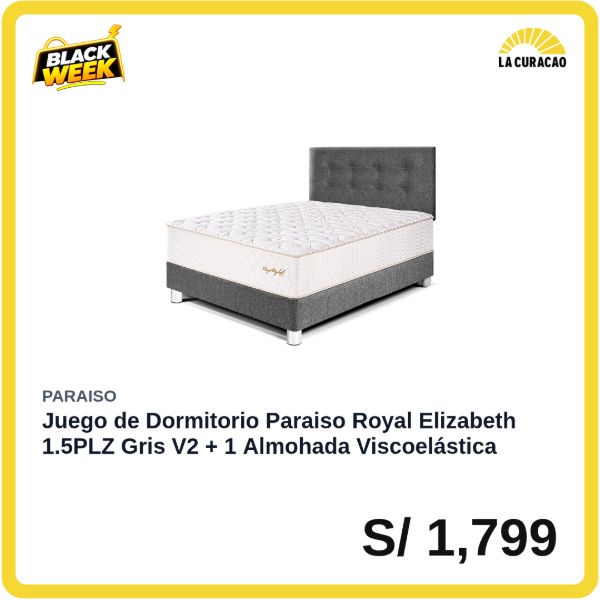 BLACK
WEEK
LA CURACAO
PARAISO
Juego de Dormitorio Paraiso Royal Elizabeth
1.5PLZ Gris V2 + 1 Almohada Viscoelástica
S/ 1,799